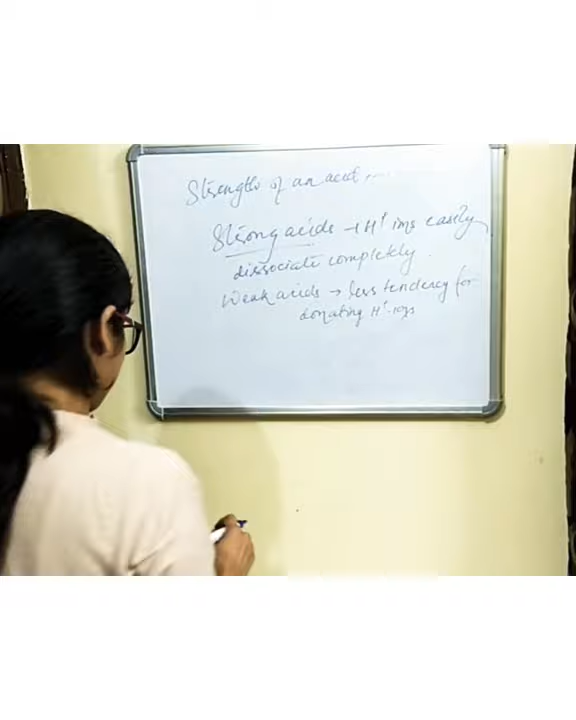 Strength of an acid ....
Strong acids → H⁺ ions easily
dissociate completely.
Weak acids → less tendency for
donating H⁺-ions